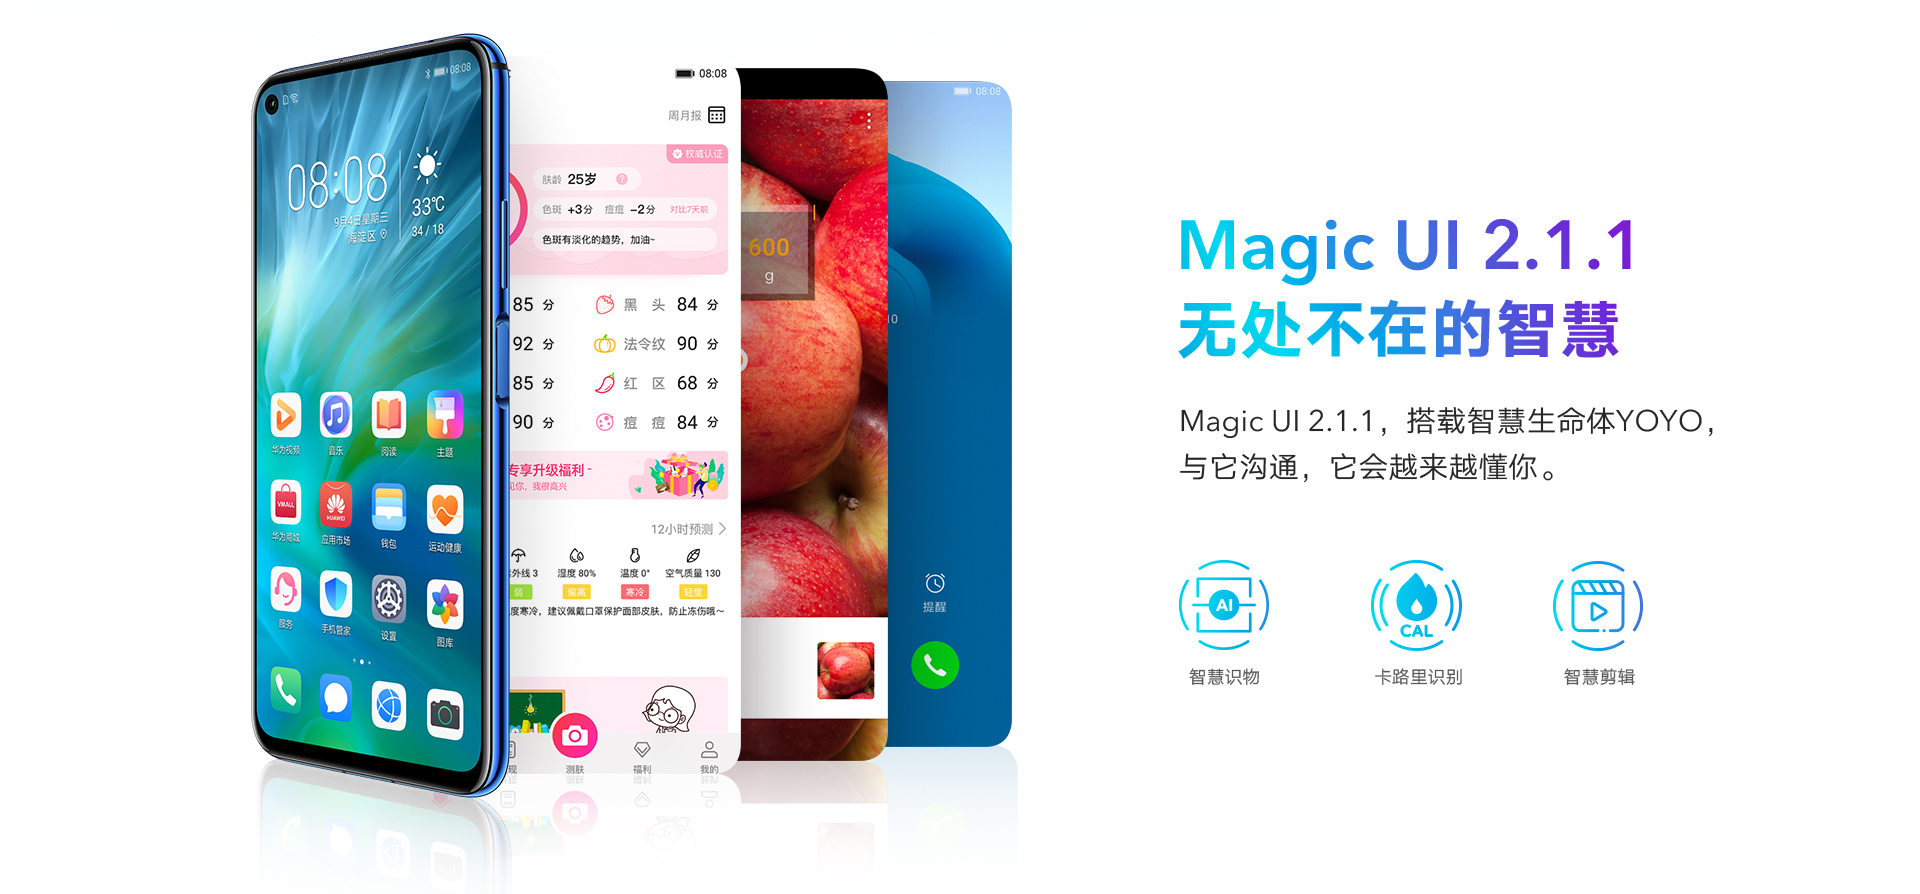 08:08
08:08
9月4日星期三
海淀区
33℃
34 / 18
华为视频
音乐
阅读
主题
VMALL
HUAWEI
华为商城
应用市场
钱包
运动健康
服务
手机管家
设置
图库
08:08
周月报
权威认证
肤龄 25岁 ?
色斑 +3分 痘痘 -2分 对比7天前
色斑有淡化的趋势，加油~
85 分 黑 头 84 分
92 分 法令纹 90 分
85 分 红 区 68 分
90 分 痘 痘 84 分
专享升级福利-
见你，我很高兴
12小时预测
外线 3 湿度 80% 温度 0° 空气质量 130
弱 偏高 寒冷 轻度
度寒冷，建议佩戴口罩保护面部皮肤，防止冻伤哦～
现 测肤 福利 我的
600
g
08:08
10
提醒
Magic UI 2.1.1
无处不在的智慧
Magic UI 2.1.1，搭载智慧生命体YOYO，
与它沟通，它会越来越懂你。
AI
CAL
智慧识物 卡路里识别 智慧剪辑